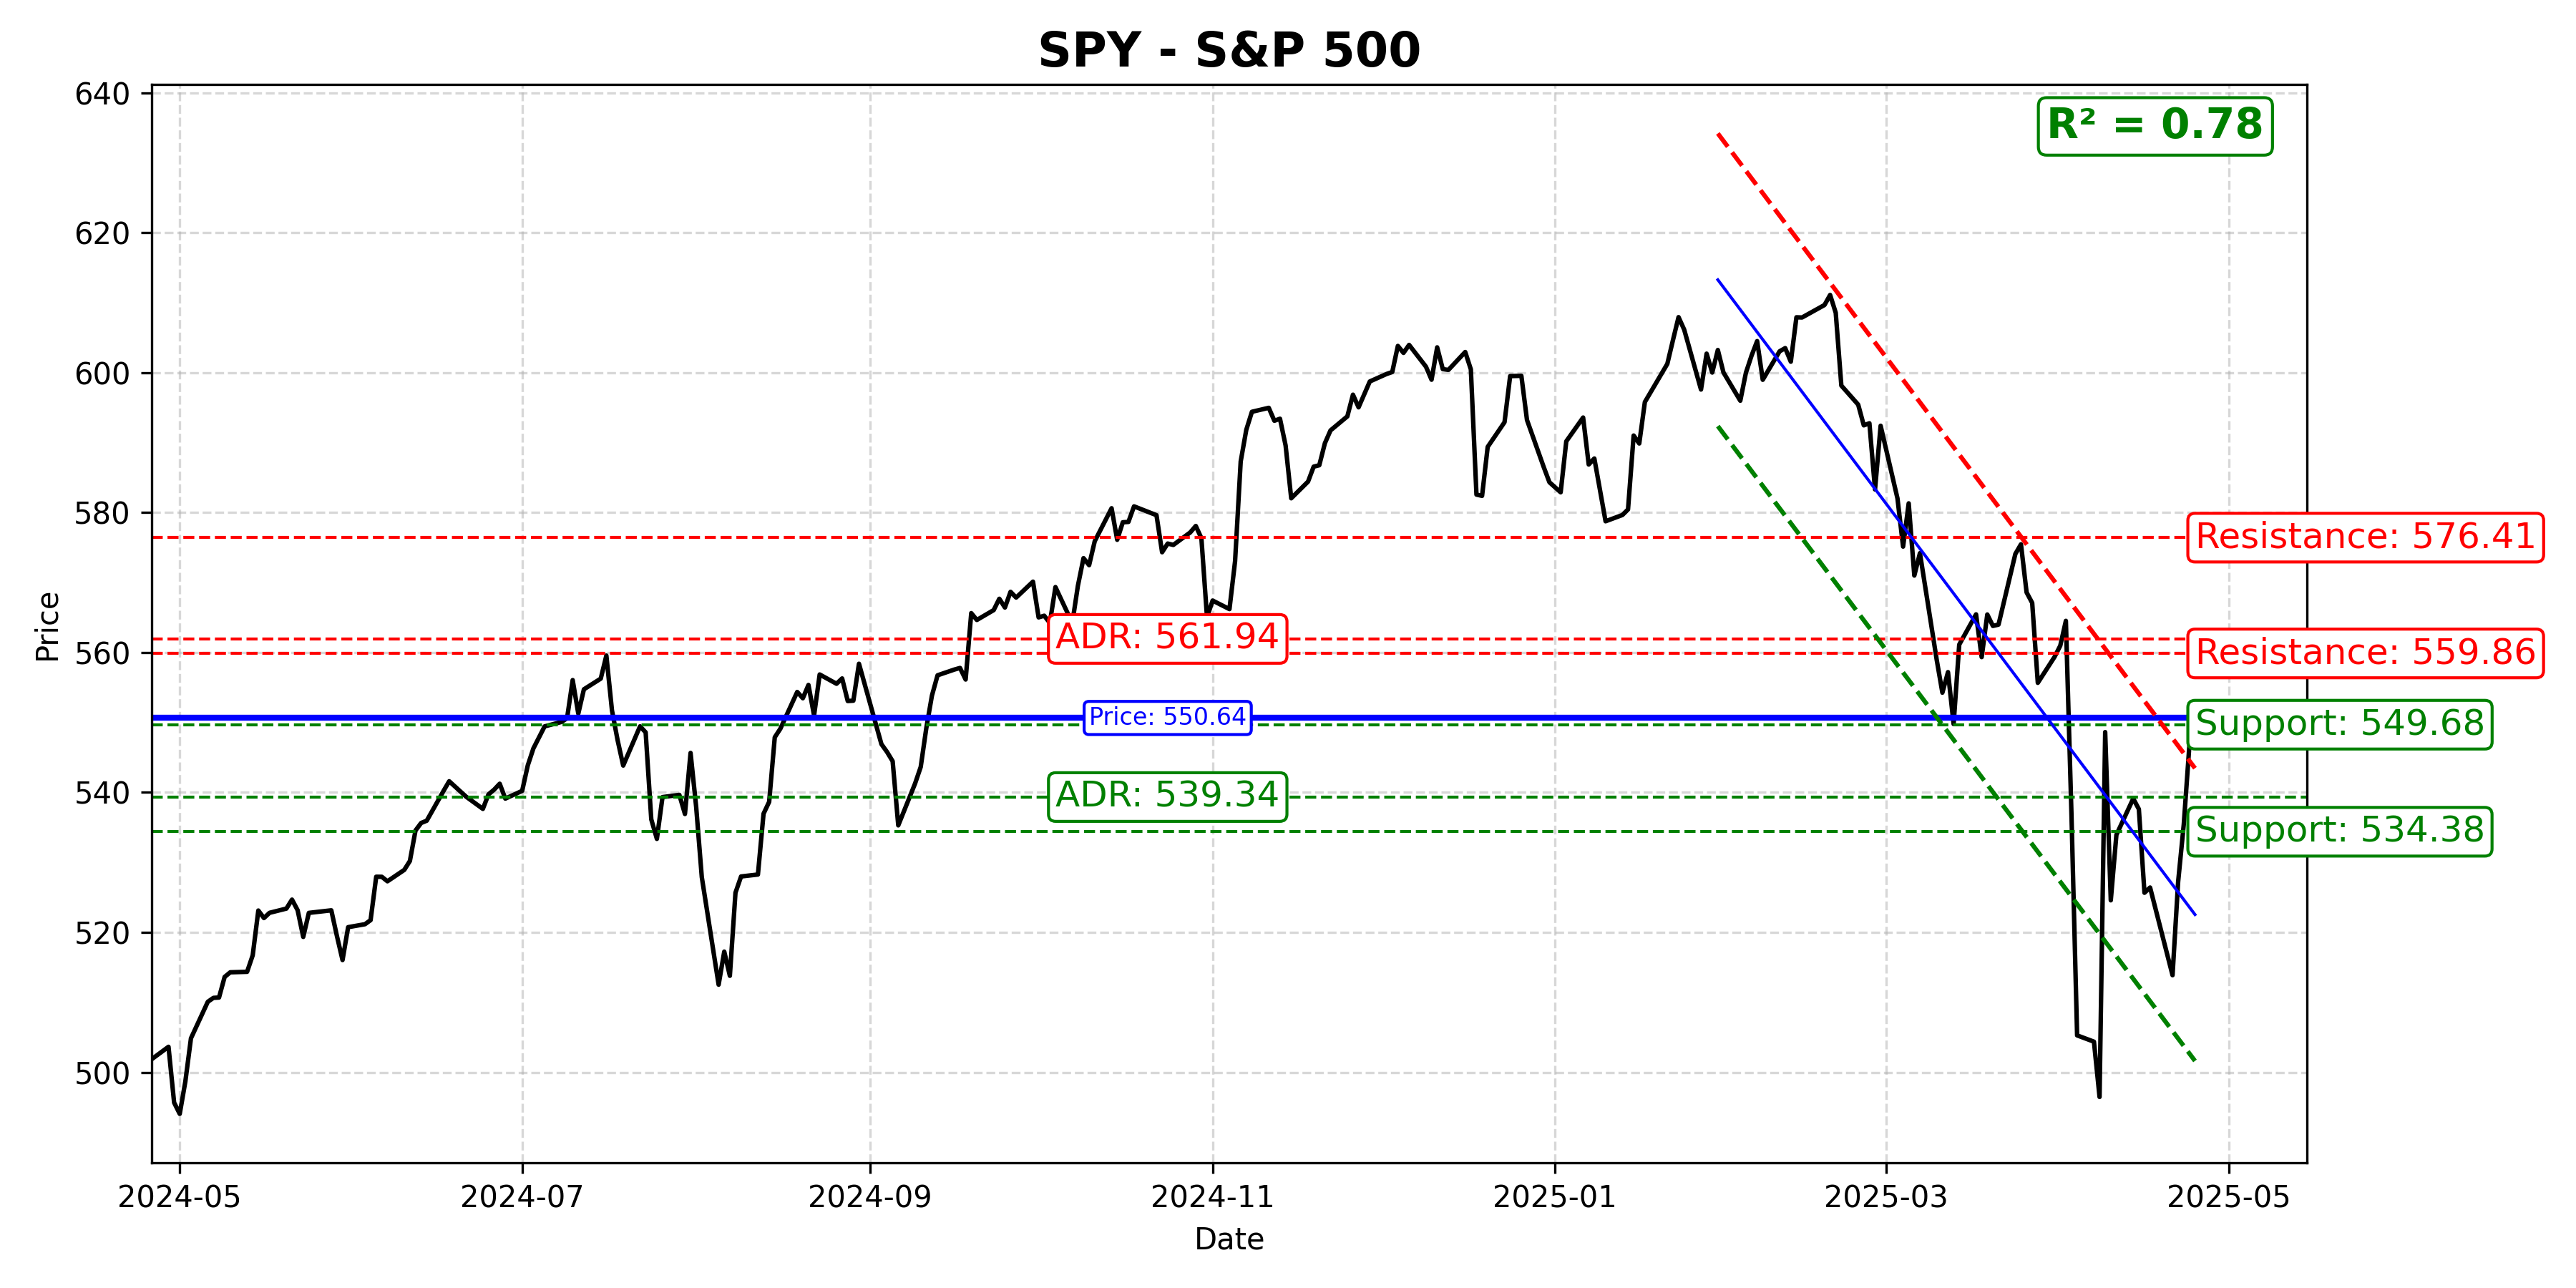 SPY - S&P 500
640
620
600
580
560
540
520
500
Price
R² = 0.78
Resistance: 576.41
ADR: 561.94
Resistance: 559.86
Price: 550.64
Support: 549.68
ADR: 539.34
Support: 534.38
2024-05
2024-07
2024-09
2024-11
2025-01
2025-03
2025-05
Date